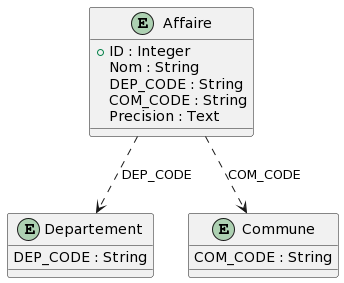 E Affaire
ID : Integer
Nom : String
DEP_CODE : String
COM_CODE : String
Precision : Text
DEP_CODE
COM_CODE
E Departement
DEP_CODE : String
E Commune
COM_CODE : String